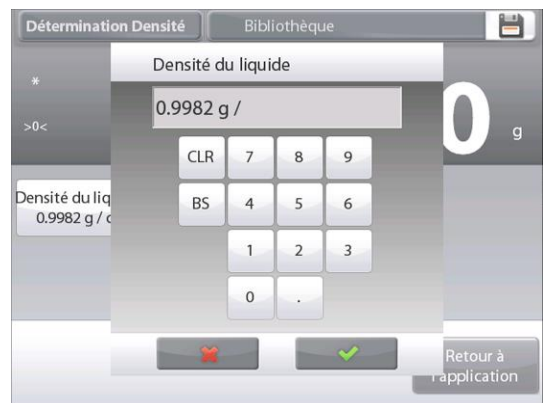 Détermination Densité Bibliothèque
Densité du liquide
*
0.9982 g /
>0<
0 g
CLR 7 8 9
Densité du liq
0.9982 g /
BS 4 5 6
1 2 3
0 .
Retour à
l'application